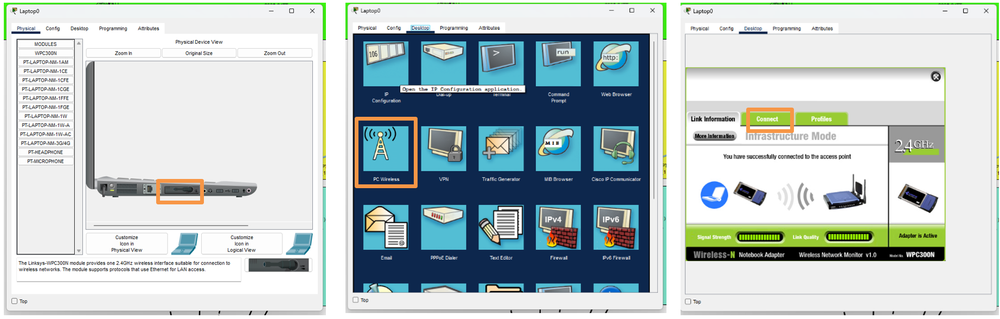 Laptop0
Physical Config Desktop Programming Attributes
MODULES
WPC300N
PT-LAPTOP-NM-1AM
PT-LAPTOP-NM-1CE
PT-LAPTOP-NM-1CFE
PT-LAPTOP-NM-1CGE
PT-LAPTOP-NM-1FFE
PT-LAPTOP-NM-1FGE
PT-LAPTOP-NM-1W
PT-LAPTOP-NM-1W-A
PT-LAPTOP-NM-1W-AC
PT-LAPTOP-NM-3G/4G
PT-HEADPHONE
PT-MICROPHONE
Physical Device View
Zoom In Original Size Zoom Out
Customize
Icon in
Physical View
Customize
Icon in
Logical View
The Linksys-WPC300N module provides one 2.4GHz wireless interface suitable for connection to
wireless networks. The module supports protocols that use Ethernet for LAN access.
Top
Laptop0
Physical Config Desktop Programming Attributes
106
>
run
http:
Open the IP Configuration application.
IP
Configuration
Dial-up
Terminal
Command
Prompt
Web Browser
MIB
PC Wireless
VPN
Traffic Generator
MIB Browser
Cisco IP Communicator
@
IPv4
IPv6
Email
PPPoE Dialer
Text Editor
Firewall
IPv6 Firewall
Top
Laptop0
Physical Config Desktop Programming Attributes
Link Information Connect Profiles
More Information Infrastructure Mode
2.4GHz
You have successfully connected to the access point
Signal Strength Link Quality
Adapter is Active
Wireless-N Notebook Adapter Wireless Network Monitor v1.0 Model No. WPC300N
Top